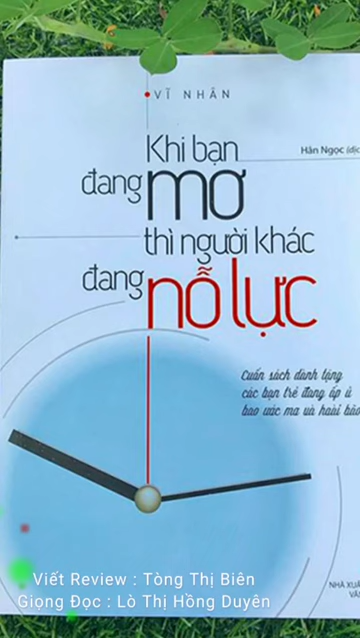 VĨ NHÂN
Khi bạn
Hàn Ngọc (dịc
đang mơ
thì người khác
đang nỗ lực
Cuốn sách dành tặng
các bạn trẻ đang ấp ủ
bao ước mơ và hoài bão
NHÀ XUẤ
VĂ
Viết Review : Tòng Thị Biên
Giọng Đọc : Lò Thị Hồng Duyên